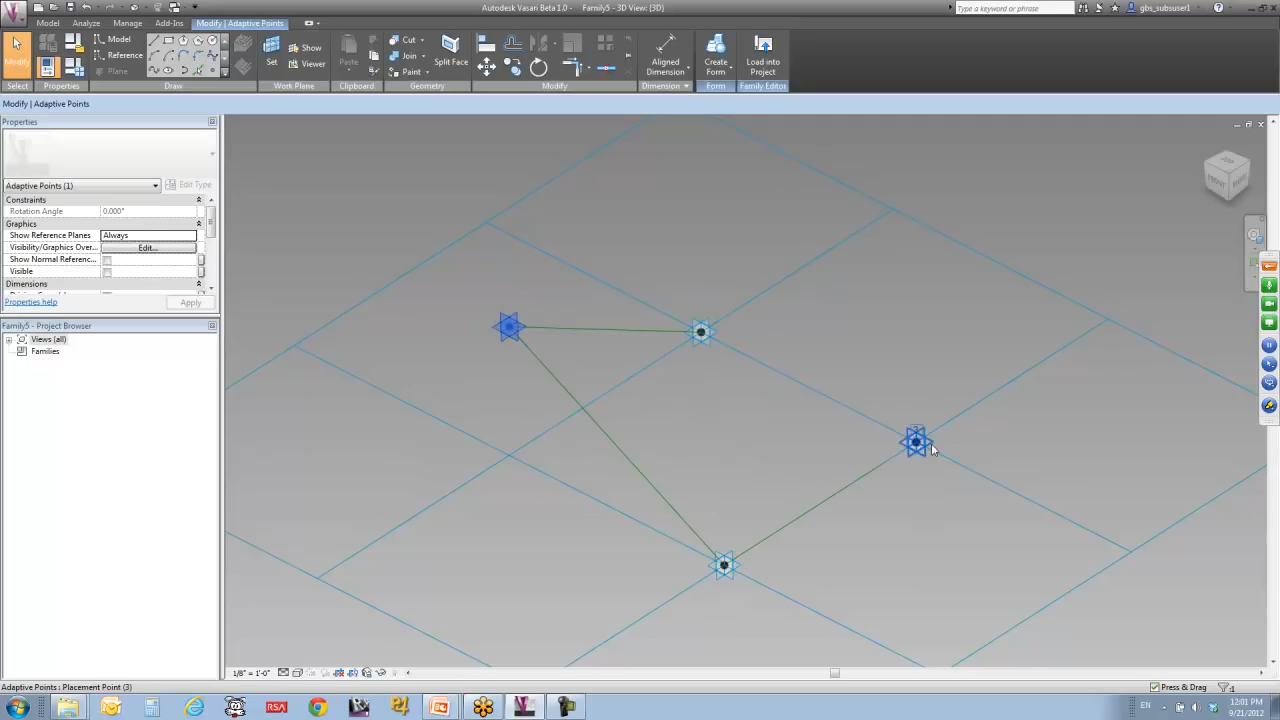 Autodesk Vasari Beta 1.0 - Family5 - 3D View: {3D}
Type a keyword or phrase
gbs_subsuser1
Model
Analyze
Manage
Add-Ins
Modify | Adaptive Points
Modify
Model
Reference
Plane
Set
Show
Viewer
Paste
Cut
Join
Paint
Split Face
Aligned Dimension
Create Form
Load into Project
Select
Properties
Draw
Work Plane
Clipboard
Geometry
Modify
Dimension
Form
Family Editor
Modify | Adaptive Points
Properties
Adaptive Points (1)
Edit Type
Constraints
Rotation Angle
0.000°
Graphics
Show Reference Planes
Always
Visibility/Graphics Over...
Edit...
Show Normal Referenc...
Visible
Dimensions
Properties help
Apply
Family5 - Project Browser
Views (all)
Families
TOP
FRONT
3
1/8" = 1'-0"
Adaptive Points : Placement Point (3)
Press & Drag
:1
RSA
EN
12:01 PM
9/21/2012